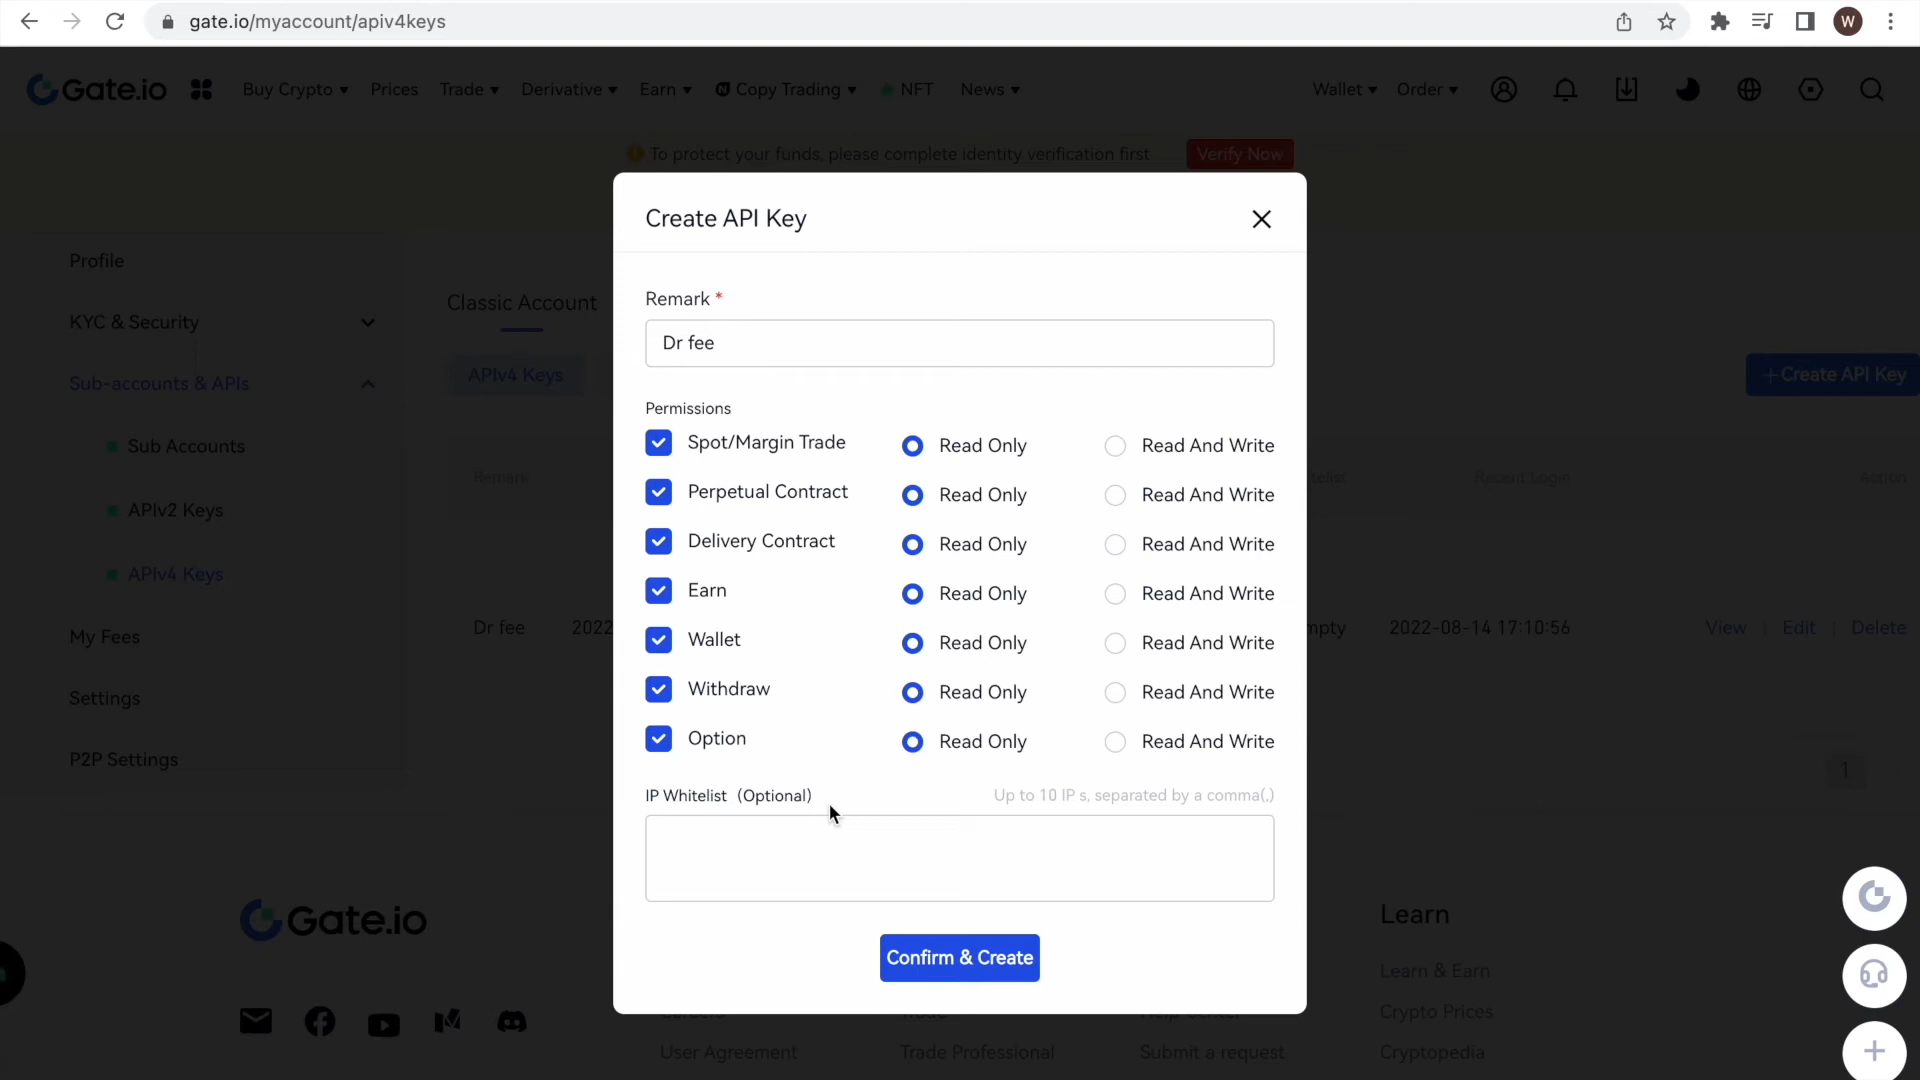 gate.io/myaccount/apiv4keys
W
Gate.io
Buy Crypto
Prices
Trade
Derivative
Earn
Copy Trading
NFT
News
Wallet
Order
To protect your funds, please complete identity verification first
Verify Now
Create API Key
Profile
KYC & Security
Sub-accounts & APIs
Sub Accounts
APIv2 Keys
APIv4 Keys
My Fees
Settings
P2P Settings
Classic Account
APIv4 Keys
+Create API Key
Remark
Recent Login
Action
Dr fee
2022
mpty
2022-08-14 17:10:56
View
Edit
Delete
1
Remark *
Dr fee
Permissions
Spot/Margin Trade Read Only Read And Write
Perpetual Contract Read Only Read And Write
Delivery Contract Read Only Read And Write
Earn Read Only Read And Write
Wallet Read Only Read And Write
Withdraw Read Only Read And Write
Option Read Only Read And Write
IP Whitelist (Optional) Up to 10 IP s, separated by a comma(,)
Confirm & Create
Gate.io
Learn
Learn & Earn
Crypto Prices
Cryptopedia
User Agreement
Trade Professional
Help Center
Submit a request